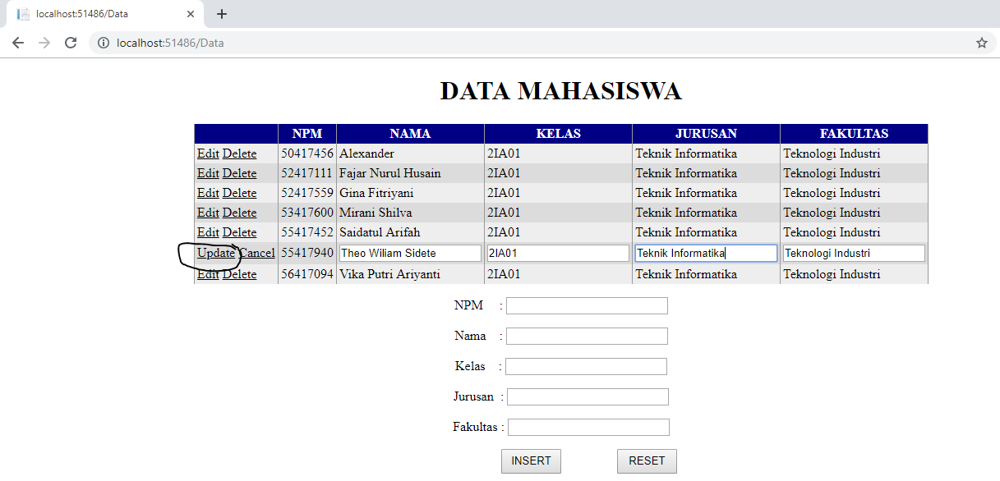 localhost:51486/Data
localhost:51486/Data
DATA MAHASISWA
NPM NAMA KELAS JURUSAN FAKULTAS
Edit Delete 50417456 Alexander 2IA01 Teknik Informatika Teknologi Industri
Edit Delete 52417111 Fajar Nurul Husain 2IA01 Teknik Informatika Teknologi Industri
Edit Delete 52417559 Gina Fitriyani 2IA01 Teknik Informatika Teknologi Industri
Edit Delete 53417600 Mirani Shilva 2IA01 Teknik Informatika Teknologi Industri
Edit Delete 55417452 Saidatul Arifah 2IA01 Teknik Informatika Teknologi Industri
Update Cancel 55417940 Theo Wiliam Sidete 2IA01 Teknik Informatika Teknologi Industri
Edit Delete 56417094 Vika Putri Ariyanti 2IA01 Teknik Informatika Teknologi Industri
NPM :
Nama :
Kelas :
Jurusan :
Fakultas :
INSERT RESET